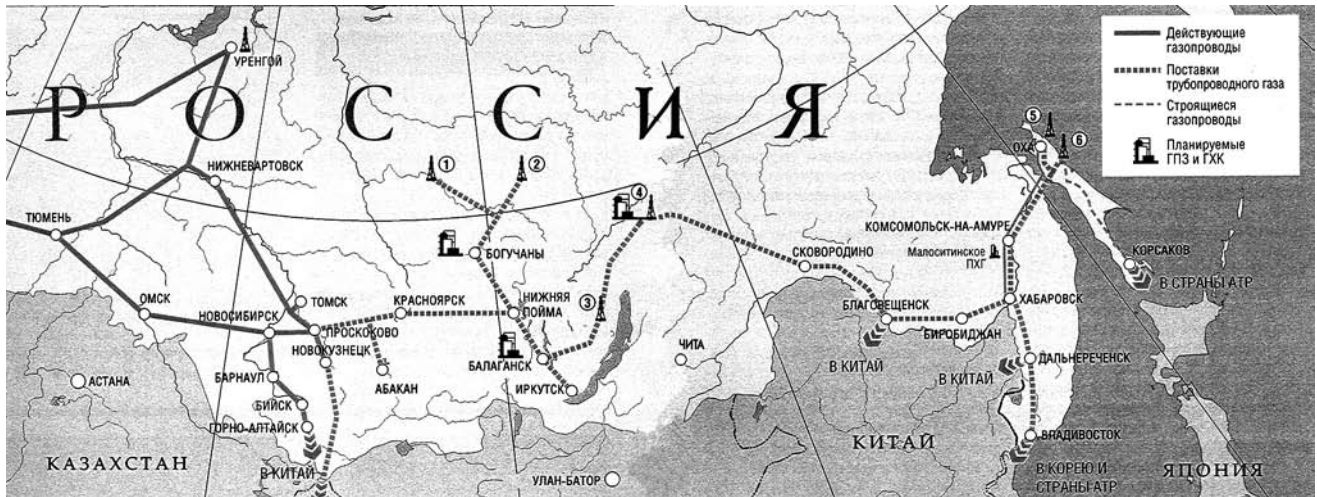 УРЕНГОЙ
РОССИЯ
НИЖНЕВАРТОВСК
ТЮМЕНЬ
ОМСК
ТОМСК
НОВОСИБИРСК
ПРОСКОКОВО
НОВОКУЗНЕЦК
БАРНАУЛ
БИЙСК
ГОРНО-АЛТАЙСК
В КИТАЙ
АСТАНА
КАЗАХСТАН
КРАСНОЯРСК
АБАКАН
1
2
БОГУЧАНЫ
НИЖНЯЯ
ПОЙМА
3
БАЛАГАНСК
ИРКУТСК
4
ЧИТА
УЛАН-БАТОР
СКОВОРОДИНО
БЛАГОВЕЩЕНСК
В КИТАЙ
БИРОБИДЖАН
КИТАЙ
5
ОХА
6
КОМСОМОЛЬСК-НА-АМУРЕ
Малоситинское
ПХГ
ХАБАРОВСК
КОРСАКОВ
В СТРАНЫ АТР
ДАЛЬНЕРЕЧЕНСК
В КИТАЙ
ВЛАДИВОСТОК
В КОРЕЮ И
СТРАНЫ АТР
ЯПОНИЯ
Действующие
газопроводы
Поставки
трубопроводного газа
Строящиеся
газопроводы
Планируемые
ГПЗ и ГХК